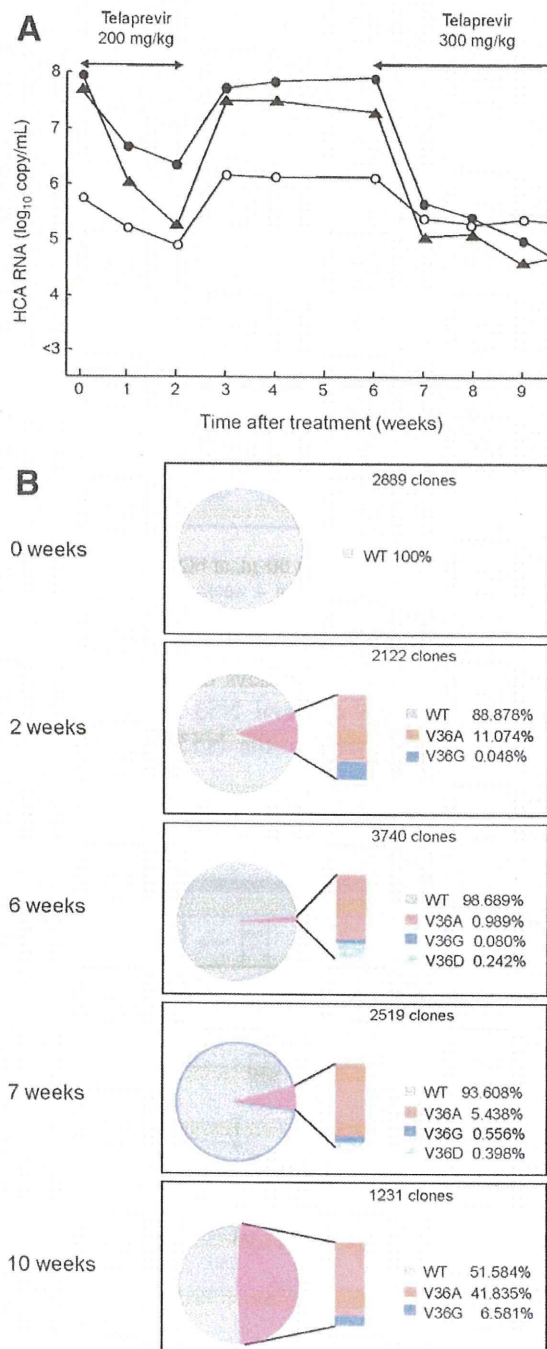 A
Telaprevir
200 mg/kg
Telaprevir
300 mg/kg
HCA RNA (log10 copy/mL)
8
7
6
5
4
<3
0 1 2 3 4 5 6 7 8 9
Time after treatment (weeks)
B
0 weeks
2889 clones
WT 100%
2 weeks
2122 clones
WT 88.878%
V36A 11.074%
V36G 0.048%
6 weeks
3740 clones
WT 98.689%
V36A 0.989%
V36G 0.080%
V36D 0.242%
7 weeks
2519 clones
WT 93.608%
V36A 5.438%
V36G 0.556%
V36D 0.398%
10 weeks
1231 clones
WT 51.584%
V36A 41.835%
V36G 6.581%